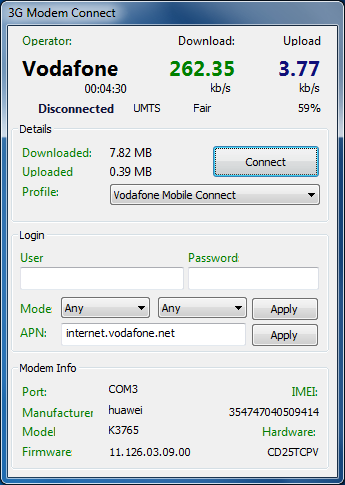 3G Modem Connect
Operator: Download: Upload
Vodafone 262.35 3.77
00:04:30 kb/s kb/s
Disconnected UMTS Fair 59%
Details
Downloaded: 7.82 MB
Connect
Uploaded 0.39 MB
Profile: Vodafone Mobile Connect
Login
User Password:
Mode: Any Any Apply
APN: internet.vodafone.net Apply
Modem Info
Port: COM3 IMEI:
Manufacturer huawei 354747040509414
Model K3765 Hardware:
Firmware 11.126.03.09.00 CD25TCPV